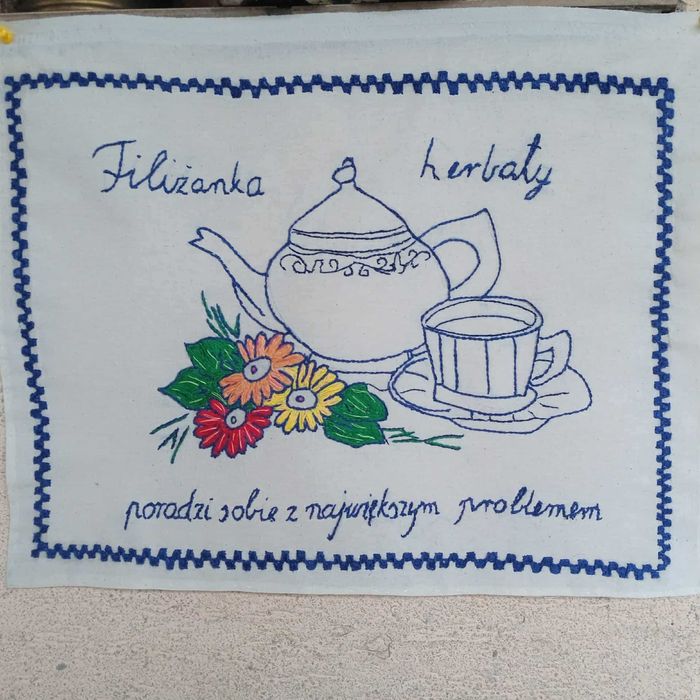 Filiżanka herbaty
poradzi sobie z największym problemem